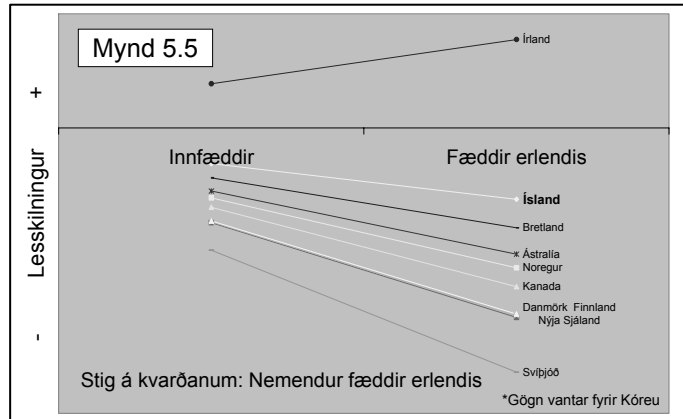 Mynd 5.5
Írland
+
Lesskilningur
-
Innfæddir
Fæddir erlendis
Ísland
Bretland
Ástralía
Noregur
Kanada
Danmörk Finnland
Nýja Sjáland
Svíþjóð
Stig á kvarðanum: Nemendur fæddir erlendis
*Gögn vantar fyrir Kóreu